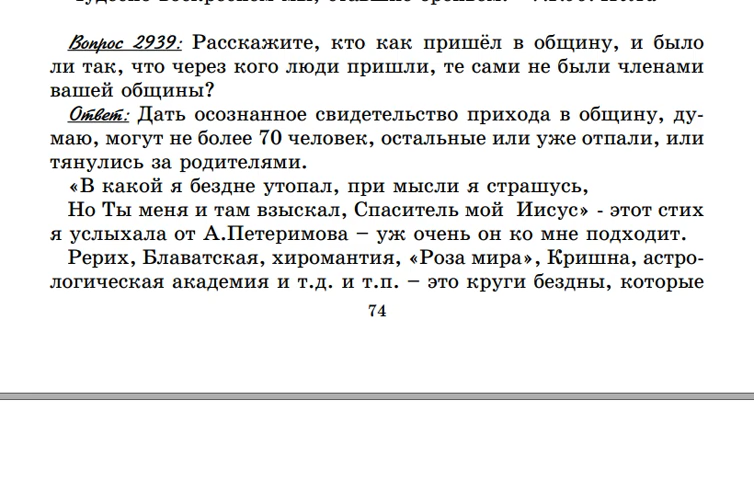 Вопрос 2939: Расскажите, кто как пришёл в общину, и было
ли так, что через кого люди пришли, те сами не были членами
вашей общины?
Ответ: Дать осознанное свидетельство прихода в общину, ду-
маю, могут не более 70 человек, остальные или уже отпали, или
тянулись за родителями.
«В какой я бездне утопал, при мысли я страшусь,
Но Ты меня и там взыскал, Спаситель мой Иисус» - этот стих
я услыхала от А.Петеримова – уж очень он ко мне подходит.
Рерих, Блаватская, хиромантия, «Роза мира», Кришна, астро-
логическая академия и т.д. и т.п. – это круги бездны, которые
74